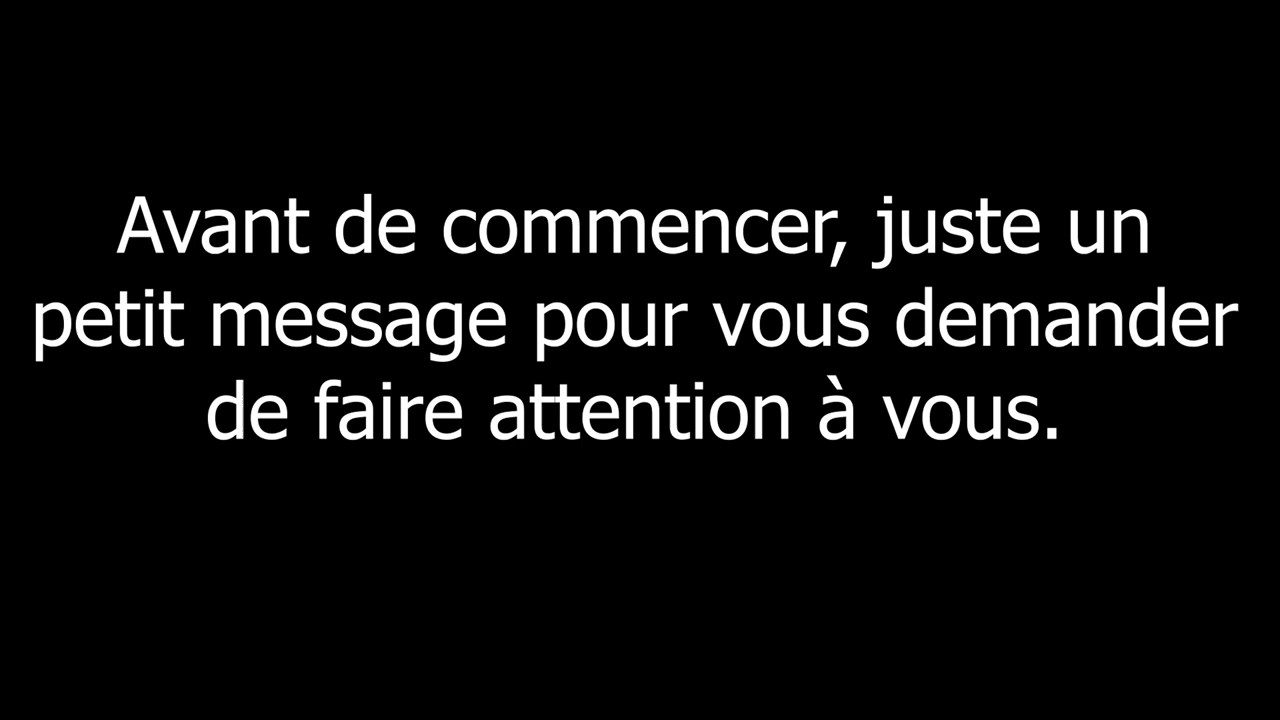 Avant de commencer, juste un
petit message pour vous demander
de faire attention à vous.